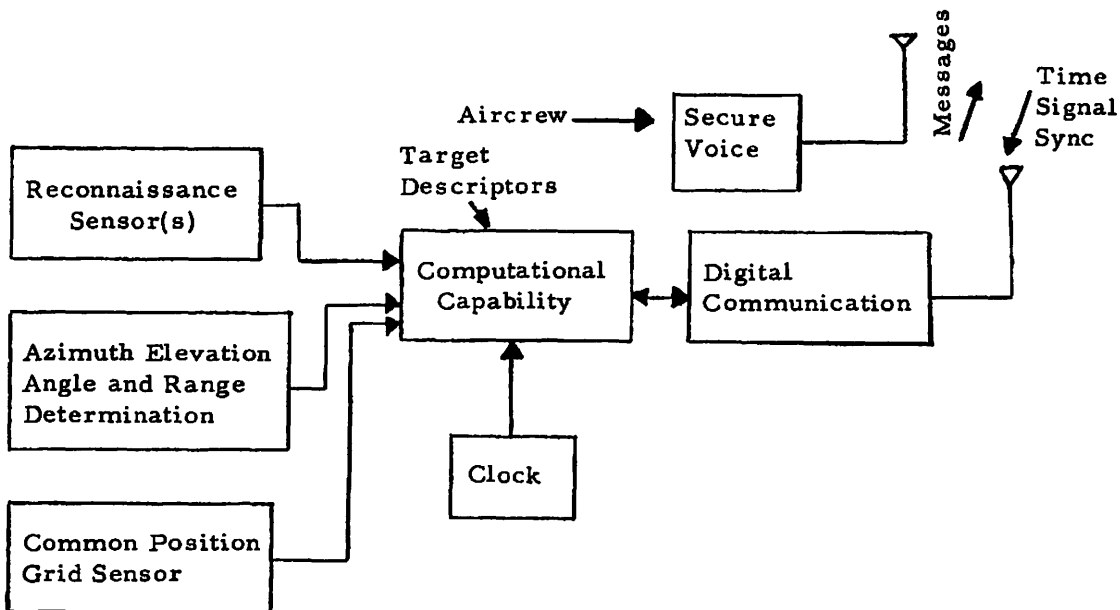 Messages
Time
Signal
Sync
Aircrew
Secure
Voice
Target
Descriptors
Reconnaissance
Sensor(s)
Computational
Capability
Digital
Communication
Azimuth Elevation
Angle and Range
Determination
Clock
Common Position
Grid Sensor